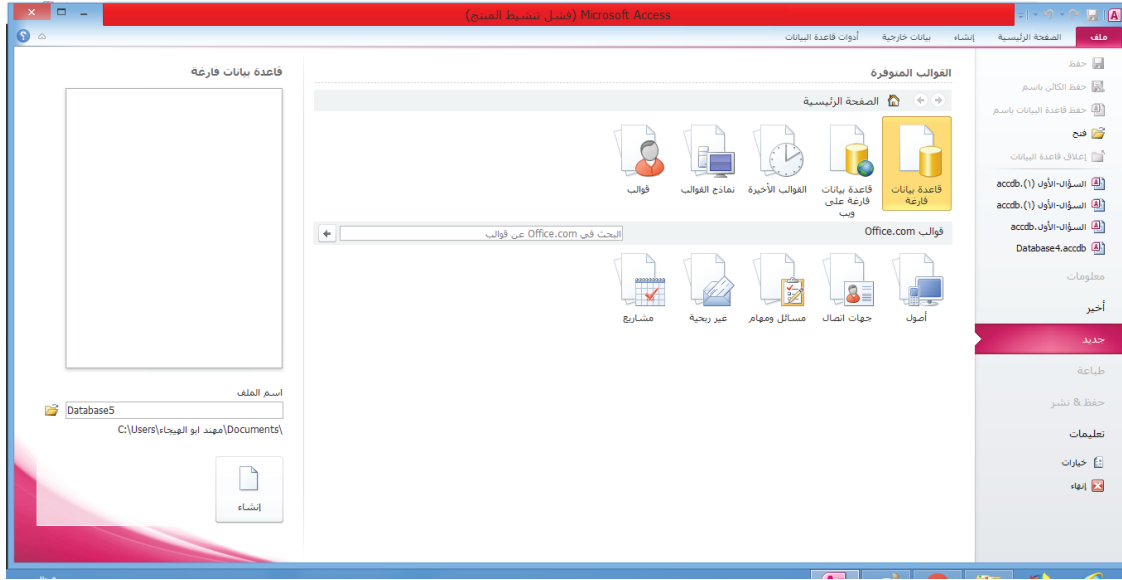 Microsoft Access (فشل تنشيط المنتج)
ملف
الصفحة الرئيسية
إنشاء
بيانات خارجية
أدوات قاعدة البيانات
حفظ
حفظ الكائن باسم
حفظ قاعدة البيانات باسم
فتح
إغلاق قاعدة البيانات
السؤال-الأول (١).accdb
السؤال-الأول (١).accdb
السؤال-الأول.accdb
Database4.accdb
معلومات
أخير
جديد
طباعة
حفظ & نشر
تعليمات
خيارات
إنهاء
القوالب المتوفرة
الصفحة الرئيسية
قاعدة بيانات
فارغة
قاعدة بيانات
فارغة على
ويب
القوالب الأخيرة
نماذج القوالب
قوالب
قوالب Office.com
البحث في Office.com عن قوالب
أصول
جهات اتصال
مسائل ومهام
غير ربحية
مشاريع
قاعدة بيانات فارغة
اسم الملف
Database5
C:\Users\مهند ابو الهيجاء\Documents\
إنشاء